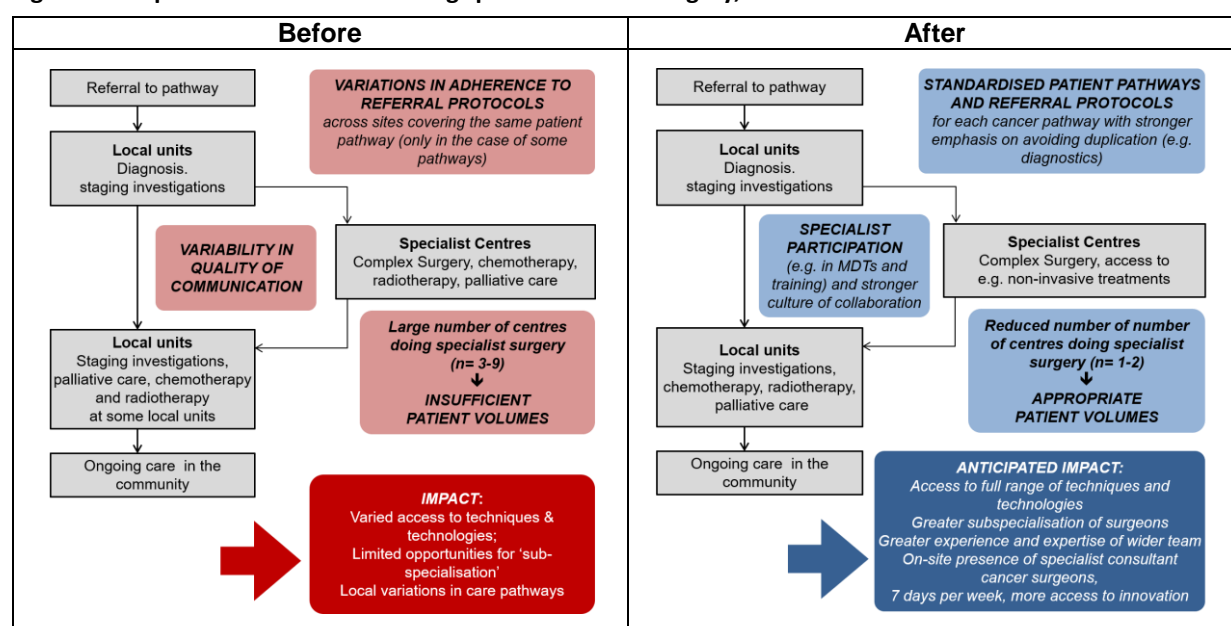 Before
After
Referral to pathway
VARIATIONS IN ADHERENCE TO
REFERRAL PROTOCOLS
across sites covering the same patient
pathway (only in the case of some
pathways)
Local units
Diagnosis.
staging investigations
VARIABILITY IN
QUALITY OF
COMMUNICATION
Specialist Centres
Complex Surgery, chemotherapy,
radiotherapy, palliative care
Large number of centres
doing specialist surgery
(n= 3-9)
INSUFFICIENT
PATIENT VOLUMES
Local units
Staging investigations,
palliative care, chemotherapy
and radiotherapy
at some local units
Ongoing care in the
community
IMPACT:
Varied access to techniques &
technologies;
Limited opportunities for ‘sub-
specialisation’
Local variations in care pathways
Referral to pathway
STANDARDISED PATIENT PATHWAYS
AND REFERRAL PROTOCOLS
for each cancer pathway with stronger
emphasis on avoiding duplication (e.g.
diagnostics)
Local units
Diagnosis.
staging investigations
SPECIALIST
PARTICIPATION
(e.g. in MDTs and
training) and stronger
culture of collaboration
Specialist Centres
Complex Surgery, access to
e.g. non-invasive treatments
Reduced number of number
of centres doing specialist
surgery (n= 1-2)
APPROPRIATE
PATIENT VOLUMES
Local units
Staging investigations,
chemotherapy, radiotherapy,
palliative care
Ongoing care in the
community
ANTICIPATED IMPACT:
Access to full range of techniques and
technologies
Greater subspecialisation of surgeons
Greater experience and expertise of wider team
On-site presence of specialist consultant
cancer surgeons,
7 days per week, more access to innovation